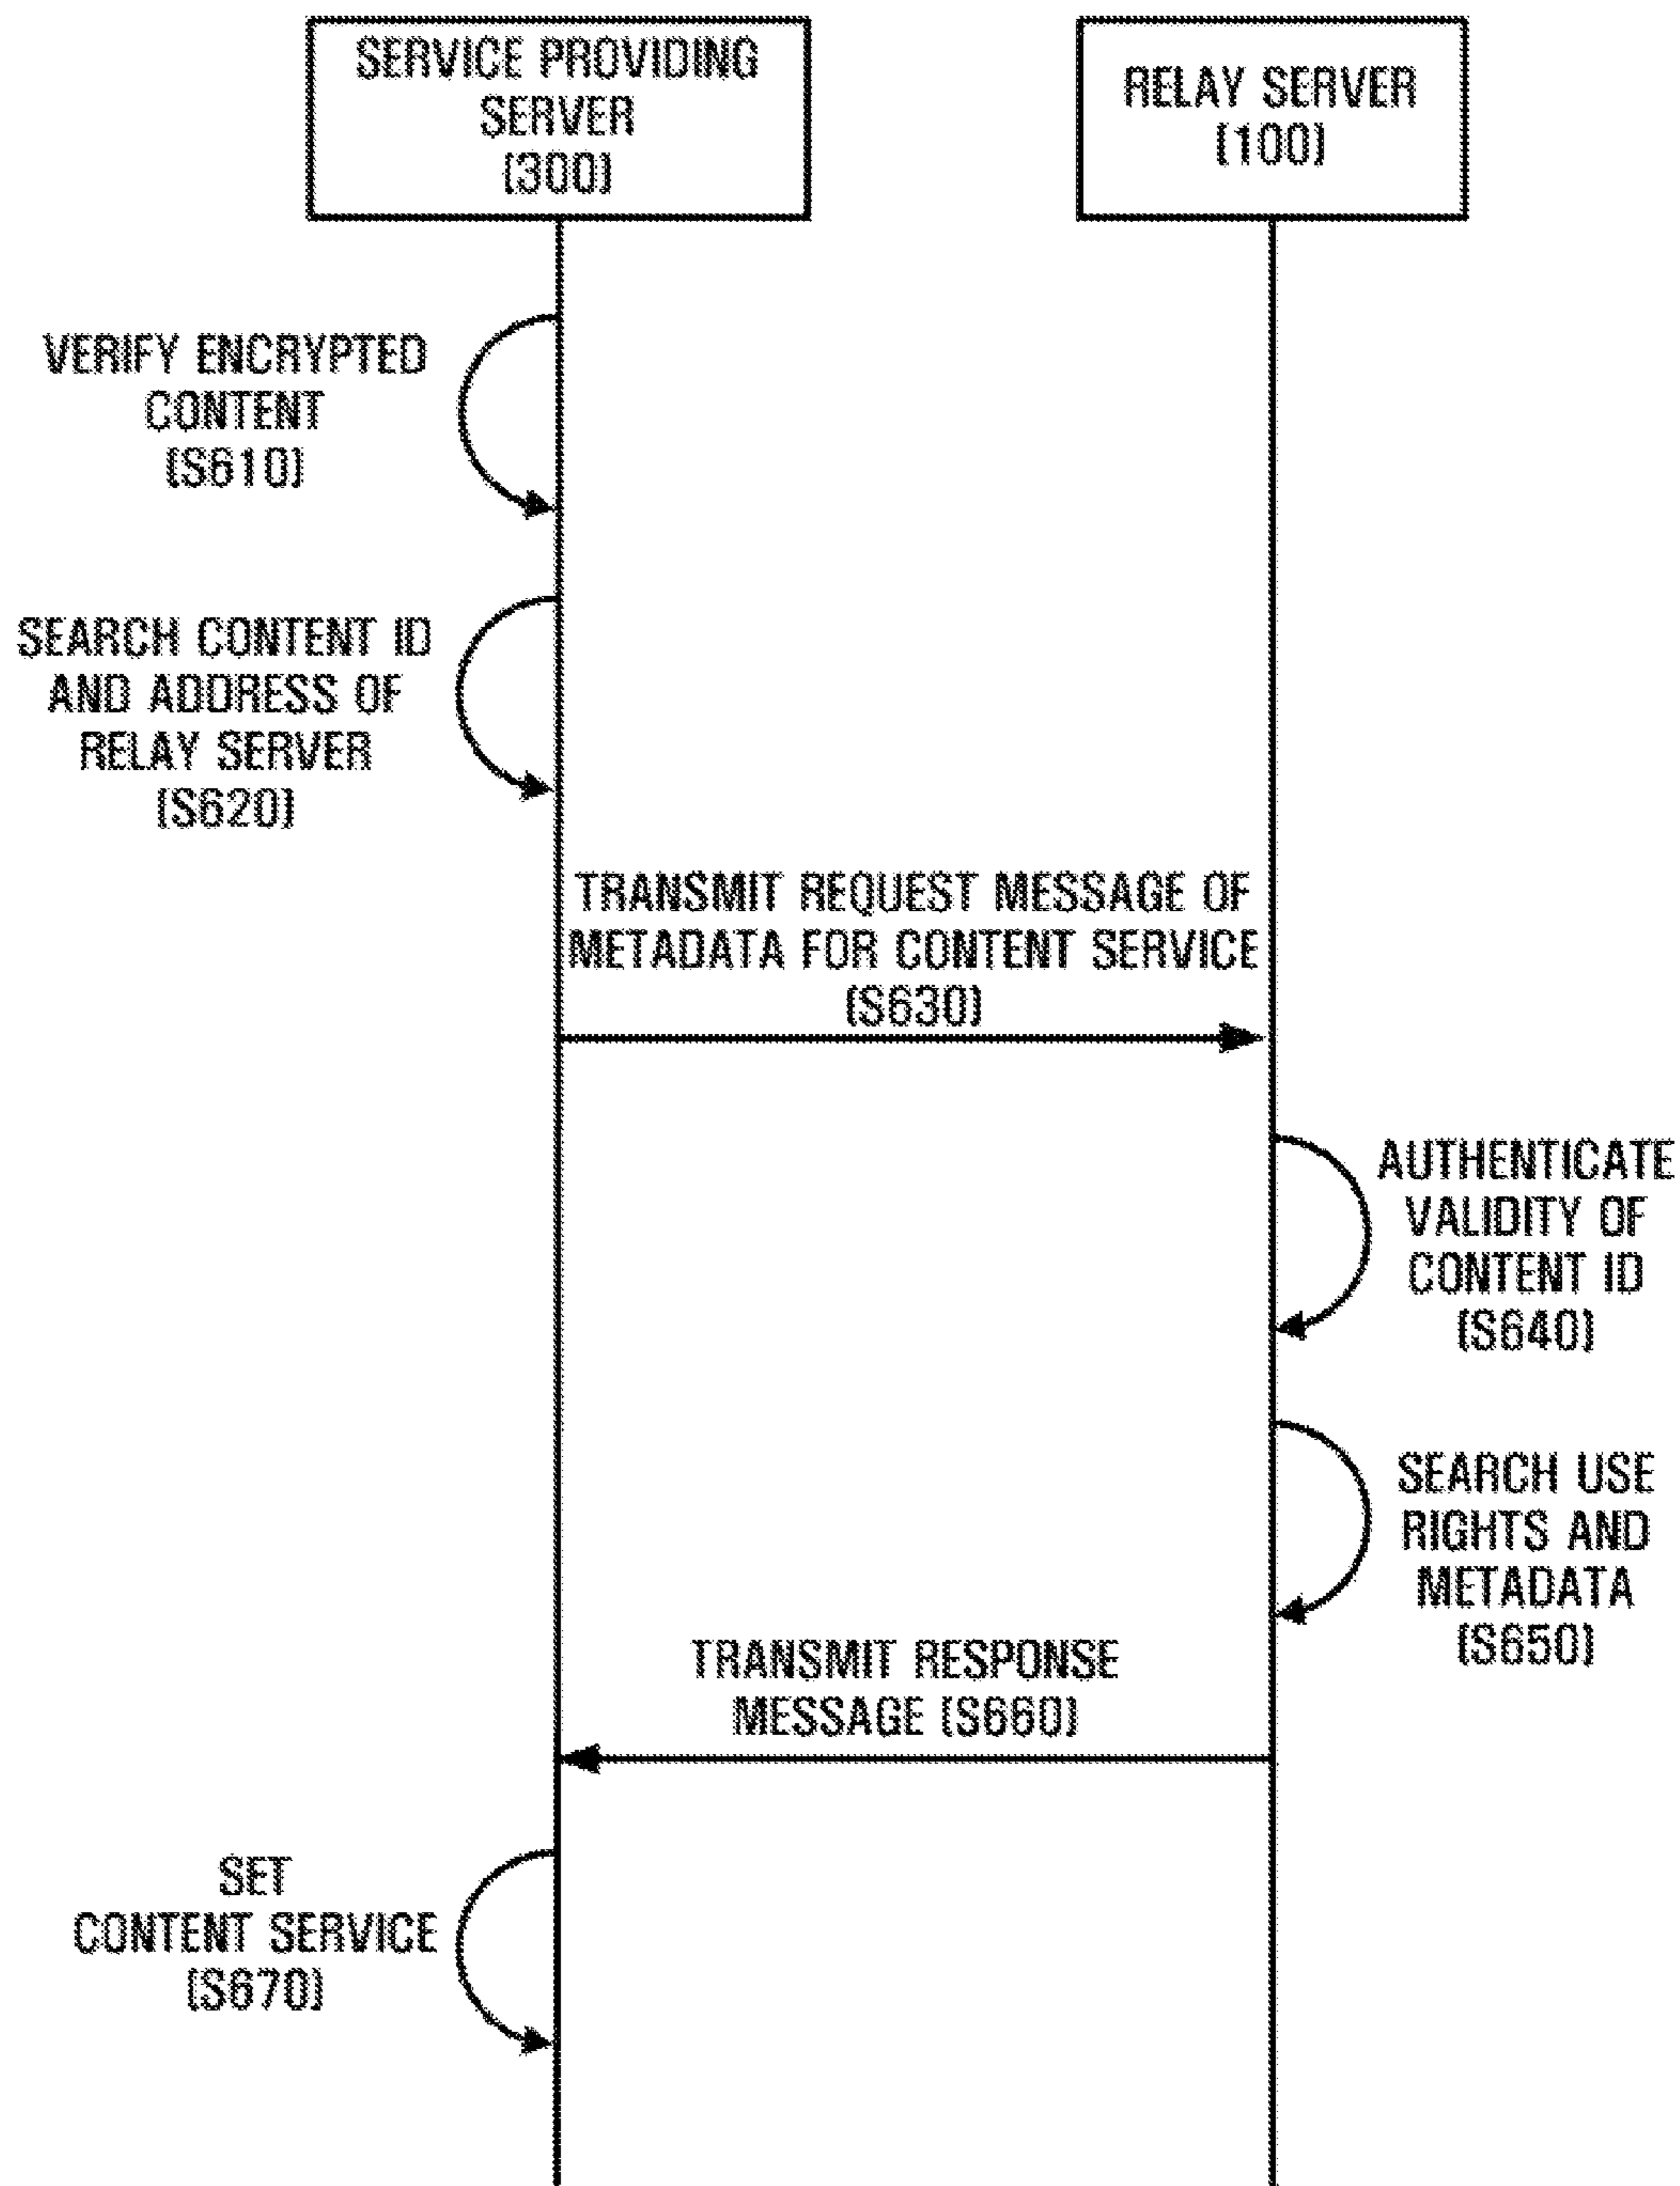 SERVICE PROVIDING
SERVER
(300)
RELAY SERVER
(100)
VERIFY ENCRYPTED
CONTENT
(S610)
SEARCH CONTENT ID
AND ADDRESS OF
RELAY SERVER
(S620)
TRANSMIT REQUEST MESSAGE OF
METADATA FOR CONTENT SERVICE
(S630)
AUTHENTICATE
VALIDITY OF
CONTENT ID
(S640)
SEARCH USE
RIGHTS AND
METADATA
(S650)
TRANSMIT RESPONSE
MESSAGE (S660)
SET
CONTENT SERVICE
(S670)